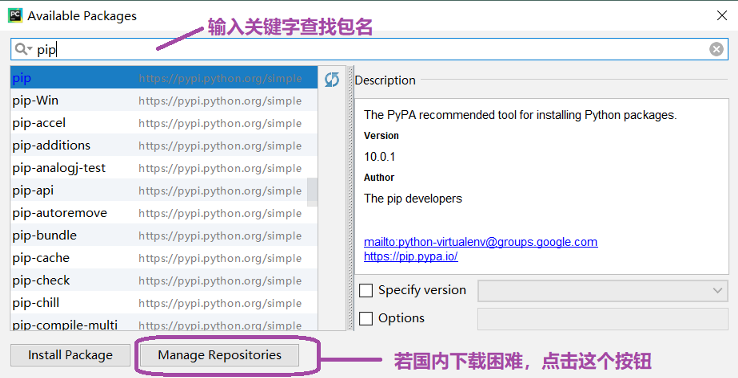 PC Available Packages
输入关键字查找包名
pip
pip https://pypi.python.org/simple
pip-Win https://pypi.python.org/simple
pip-accel https://pypi.python.org/simple
pip-additions https://pypi.python.org/simple
pip-analogj-test https://pypi.python.org/simple
pip-api https://pypi.python.org/simple
pip-autoremove https://pypi.python.org/simple
pip-bundle https://pypi.python.org/simple
pip-cache https://pypi.python.org/simple
pip-check https://pypi.python.org/simple
pip-chill https://pypi.python.org/simple
pip-compile-multi https://pypi.python.org/simple
Description
The PyPA recommended tool for installing Python packages.
Version
10.0.1
Author
The pip developers
mailto:python-virtualenv@groups.google.com
https://pip.pypa.io/
Specify version
Options
Install Package
Manage Repositories
若国内下载困难，点击这个按钮